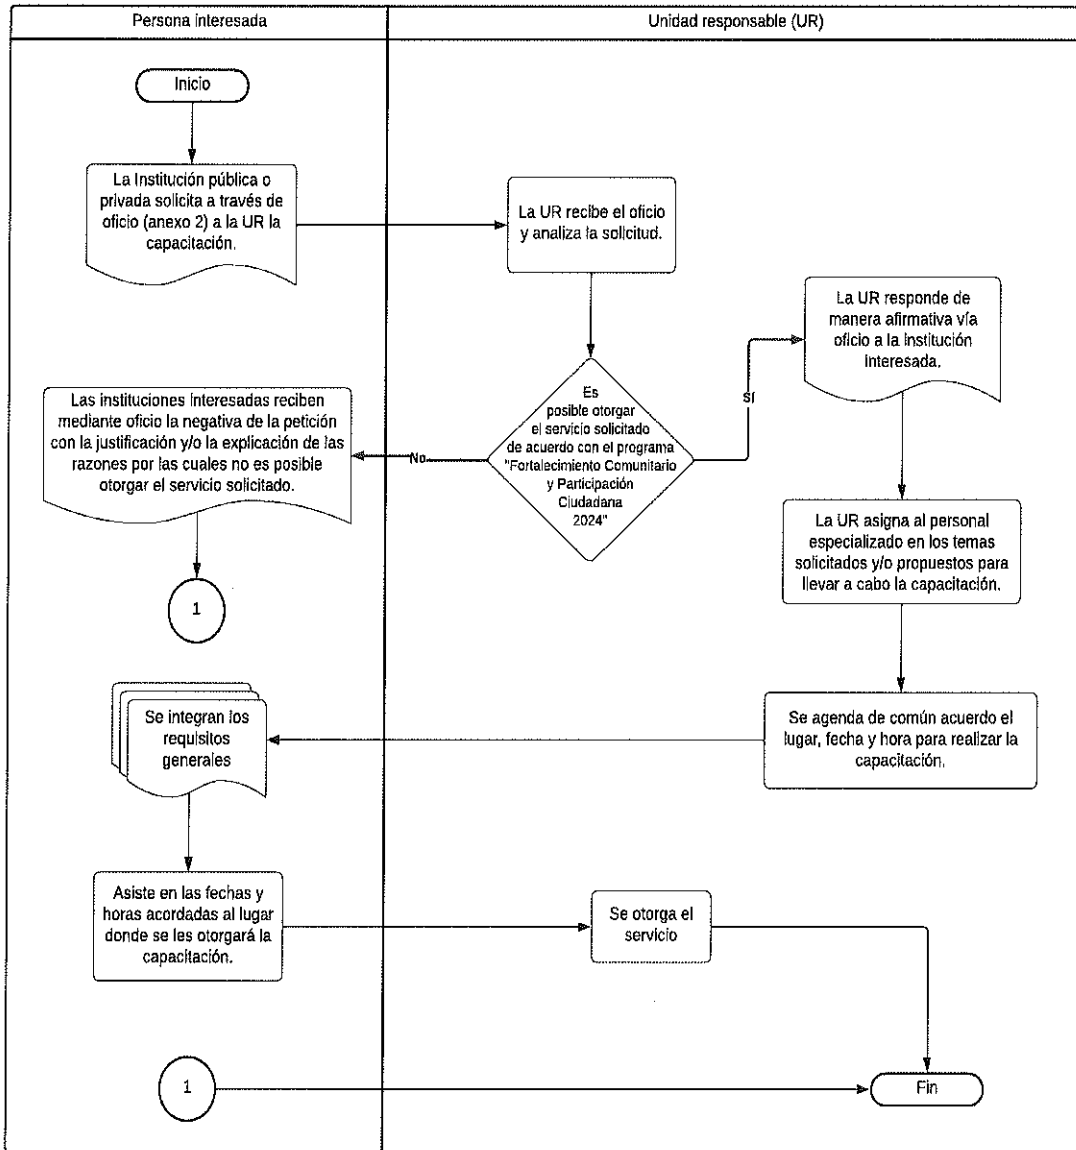 Persona interesada
Unidad responsable (UR)
Inicio
La Institución pública o
privada solicita a través de
oficio (anexo 2) a la UR la
capacitación.
La UR recibe el oficio
y analiza la solicitud.
La UR responde de
manera afirmativa vía
oficio a la institución
interesada.
Es
posible otorgar
el servicio solicitado
de acuerdo con el programa
"Fortalecimiento Comunitario
y Participación
Ciudadana
2024"
Sí
No
Las instituciones interesadas reciben
mediante oficio la negativa de la petición
con la justificación y/o la explicación de las
razones por las cuales no es posible
otorgar el servicio solicitado.
1
La UR asigna al personal
especializado en los temas
solicitados y/o propuestos para
llevar a cabo la capacitación.
Se agenda de común acuerdo el
lugar, fecha y hora para realizar la
capacitación.
Se integran los
requisitos
generales
Asiste en las fechas y
horas acordadas al lugar
donde se les otorgará la
capacitación.
Se otorga el
servicio
1
Fin